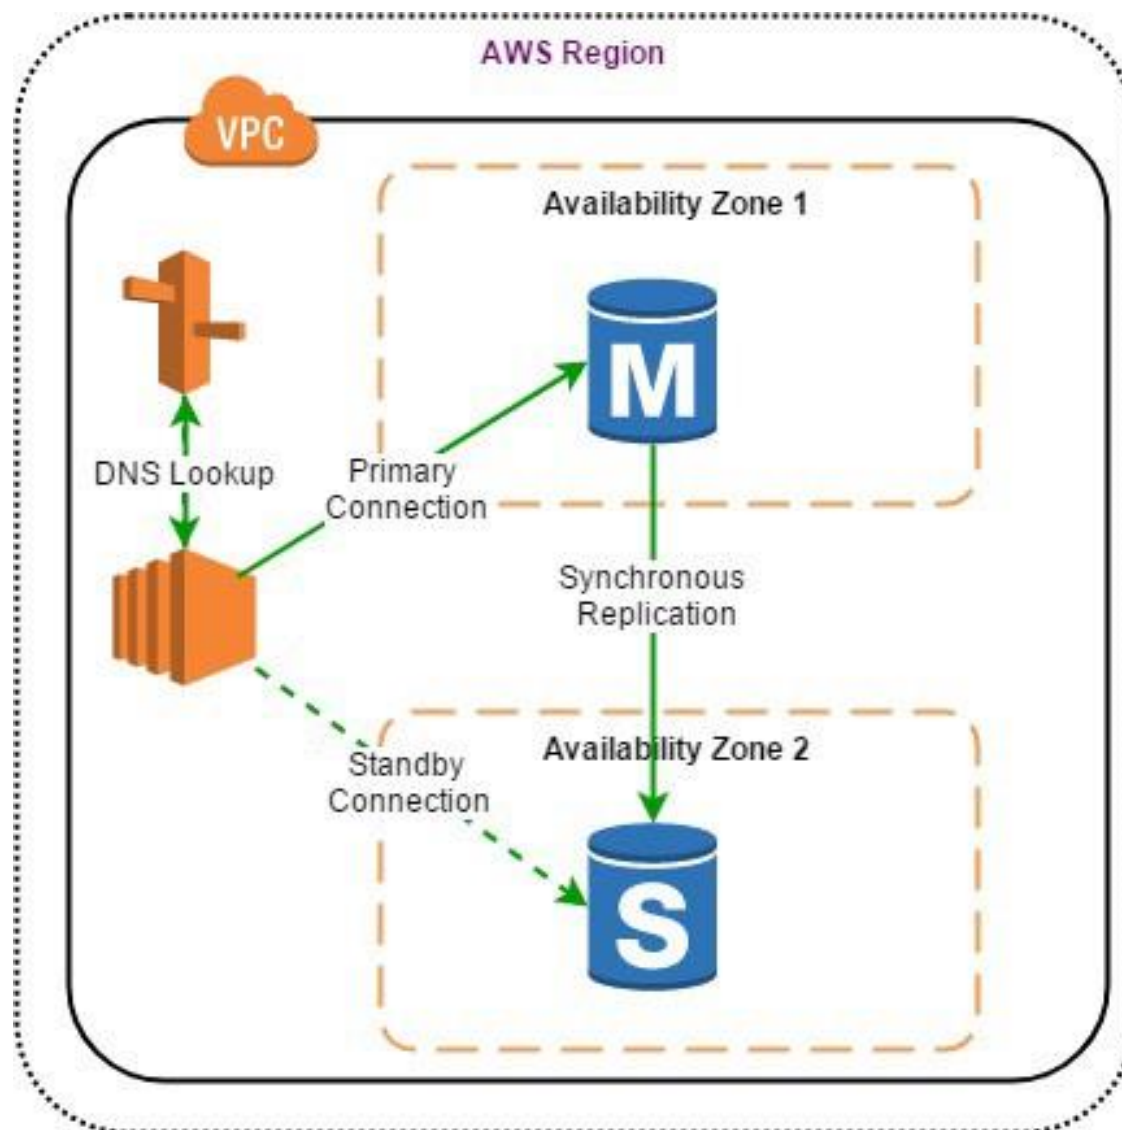 AWS Region
VPC
Availability Zone 1
M
DNS Lookup
Primary
Connection
Synchronous
Replication
Availability Zone 2
Standby
Connection
S